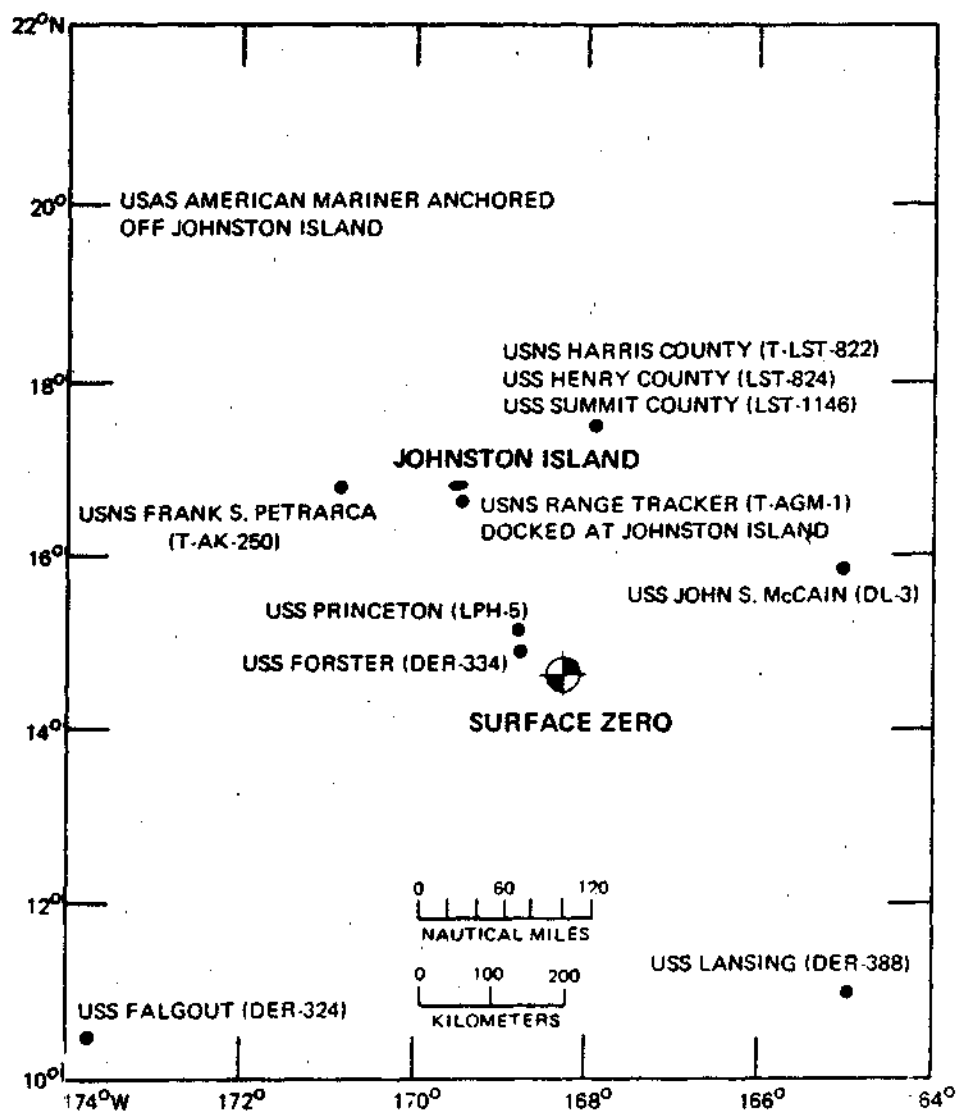 22°N
20°
USAS AMERICAN MARINER ANCHORED
OFF JOHNSTON ISLAND
USNS HARRIS COUNTY (T-LST-822)
18°
USS HENRY COUNTY (LST-824)
USS SUMMIT COUNTY (LST-1146)
JOHNSTON ISLAND
USNS FRANK S. PETRARCA
(T-AK-250)
USNS RANGE TRACKER (T-AGM-1)
DOCKED AT JOHNSTON ISLAND
16°
USS JOHN S. McCAIN (DL-3)
USS PRINCETON (LPH-5)
USS FORSTER (DER-334)
14°
SURFACE ZERO
0 60 120
12°
NAUTICAL MILES
USS LANSING (DER-388)
0 100 200
USS FALGOUT (DER-324)
KILOMETERS
10°
174°W 172° 170° 168° 166° 64°